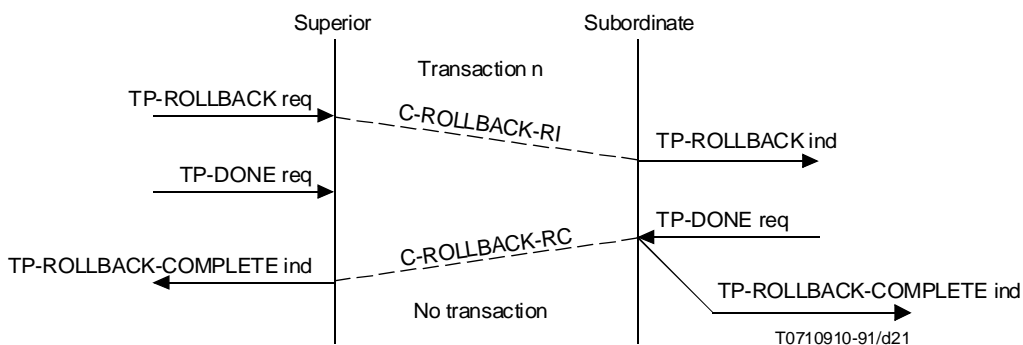 Superior
Subordinate
Transaction n
TP-ROLLBACK req
C-ROLLBACK-RI
TP-ROLLBACK ind
TP-DONE req
TP-DONE req
C-ROLLBACK-RC
TP-ROLLBACK-COMPLETE ind
TP-ROLLBACK-COMPLETE ind
No transaction
T0710910-91/d21